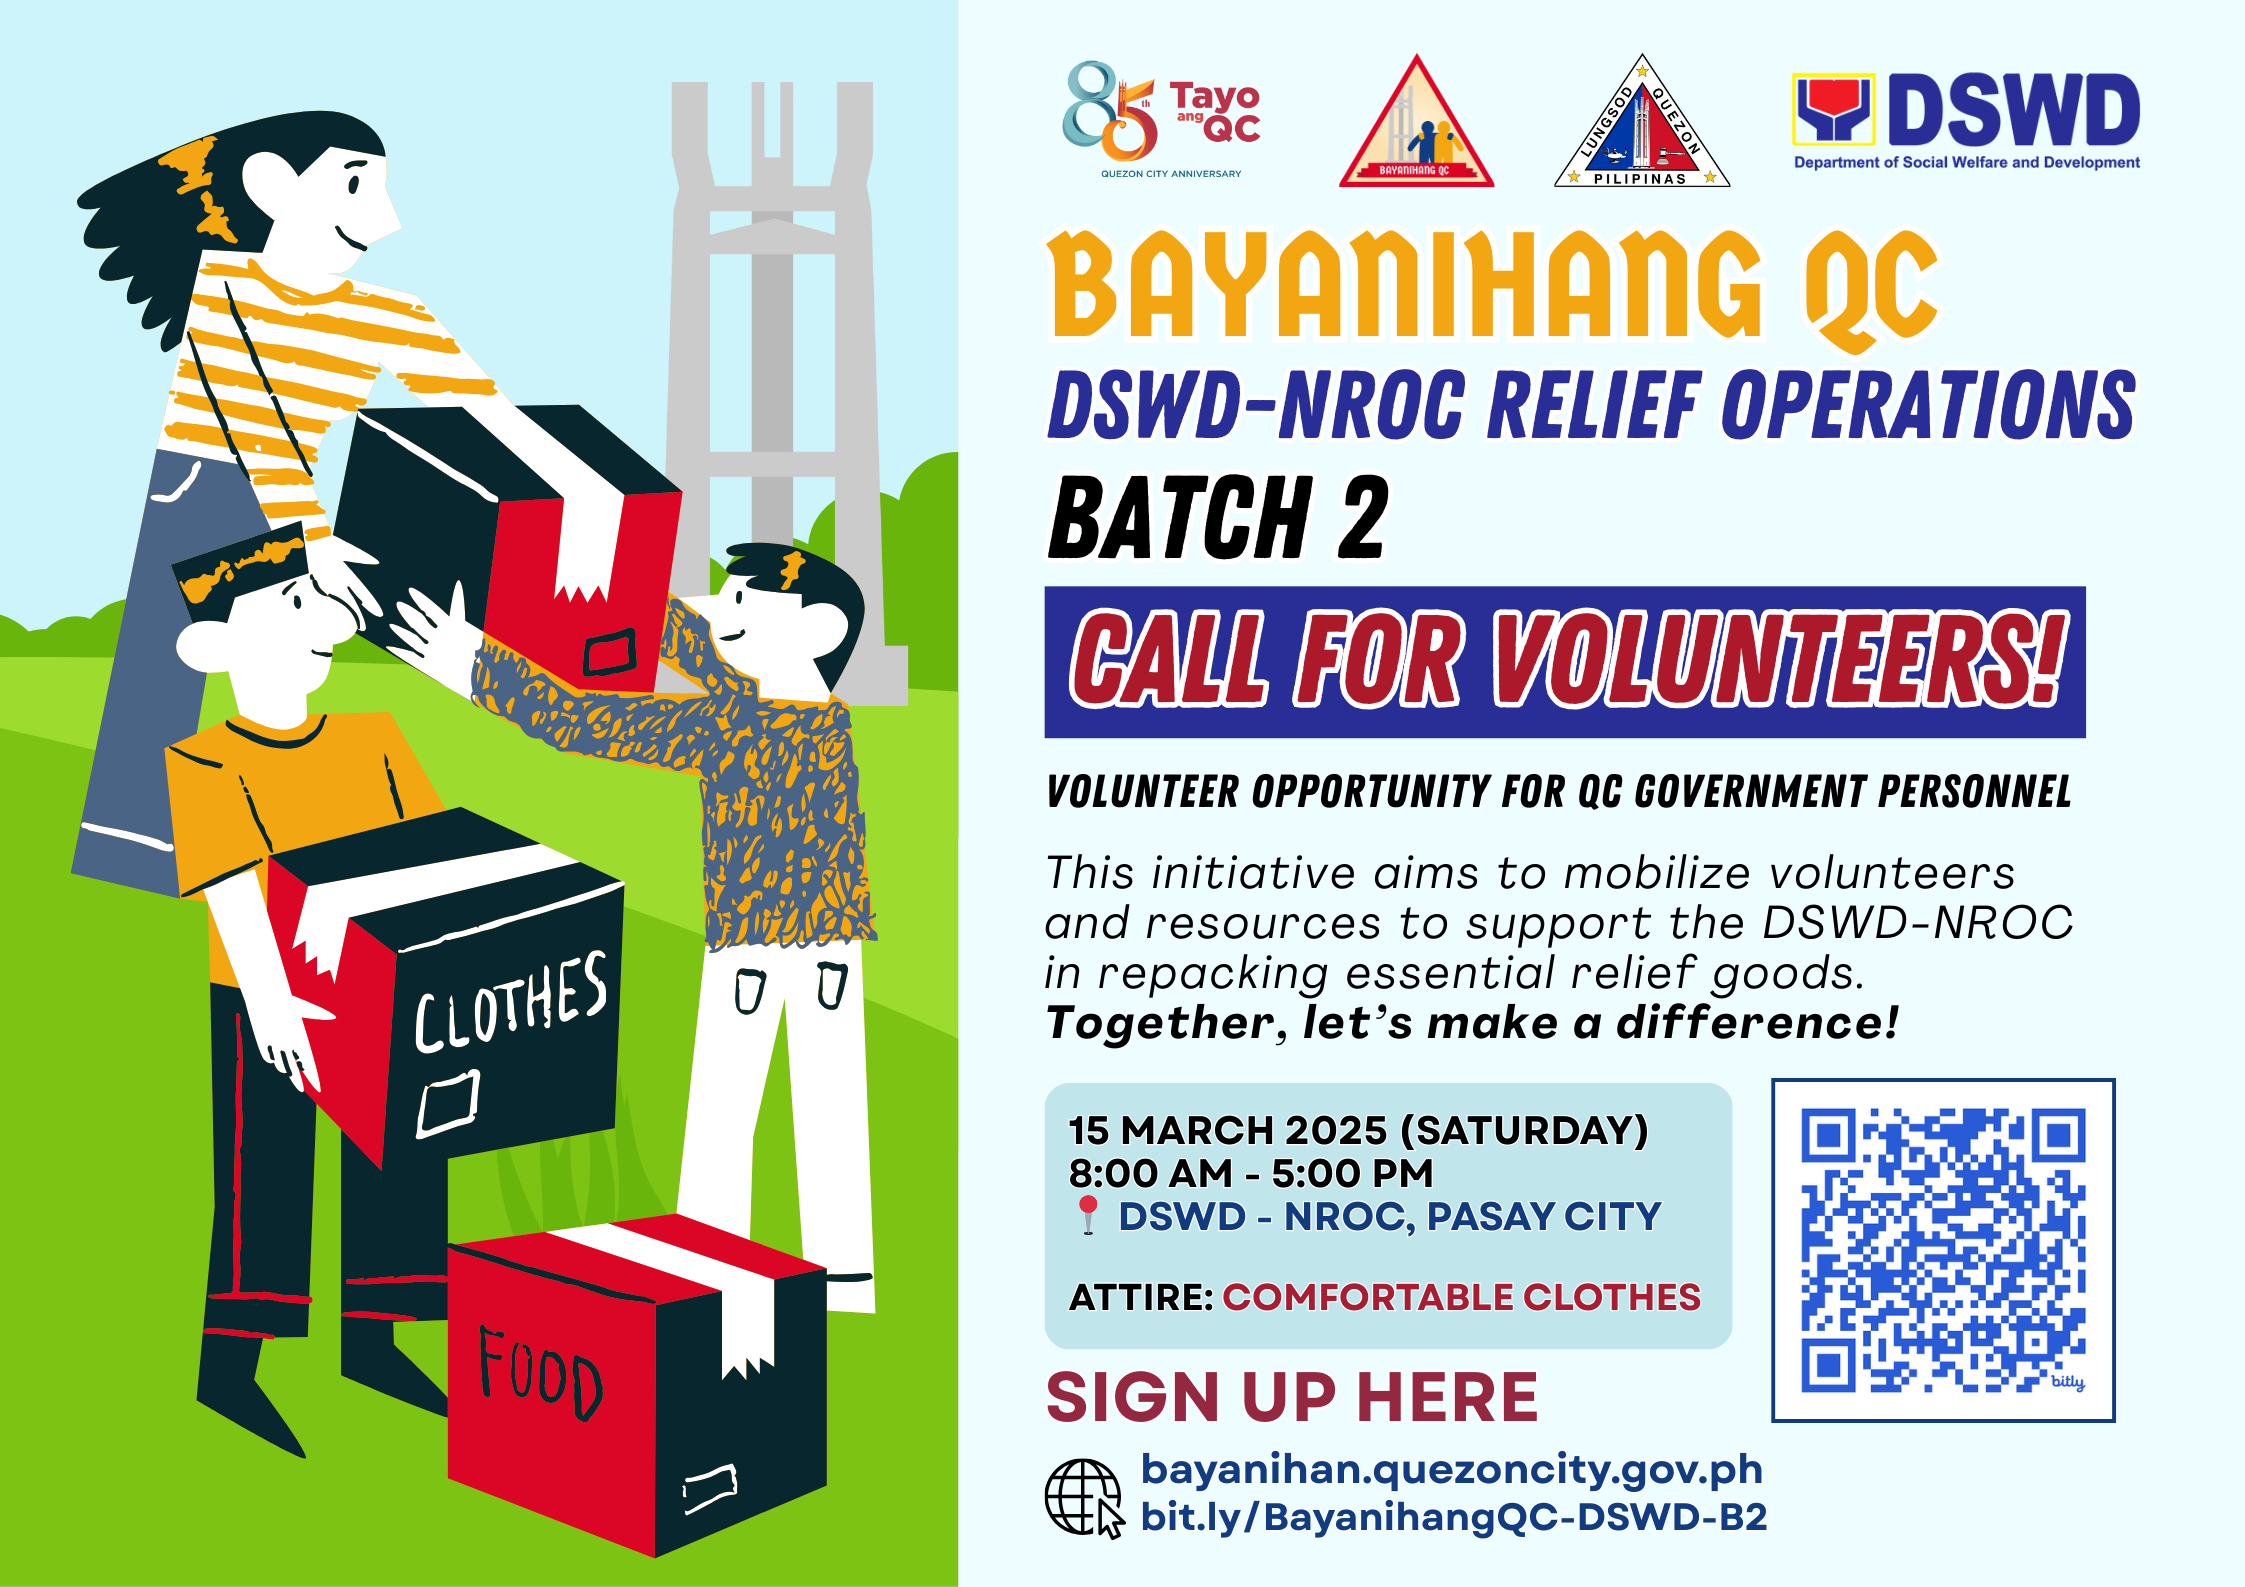 85th
Tayo
ang QC
QUEZON CITY ANNIVERSARY
BAYANIHANG QC
LUNGSOD QUEZON
PILIPINAS
DSWD
Department of Social Welfare and Development
BAYANIHANG QC
DSWD-NROC RELIEF OPERATIONS
BATCH 2
CALL FOR VOLUNTEERS!
VOLUNTEER OPPORTUNITY FOR QC GOVERNMENT PERSONNEL
This initiative aims to mobilize volunteers
and resources to support the DSWD-NROC
in repacking essential relief goods.
Together, let's make a difference!
15 MARCH 2025 (SATURDAY)
8:00 AM - 5:00 PM
DSWD - NROC, PASAY CITY
ATTIRE: COMFORTABLE CLOTHES
bitly
SIGN UP HERE
bayanihan.quezoncity.gov.ph
bit.ly/BayanihangQC-DSWD-B2
CLOTHES
FOOD